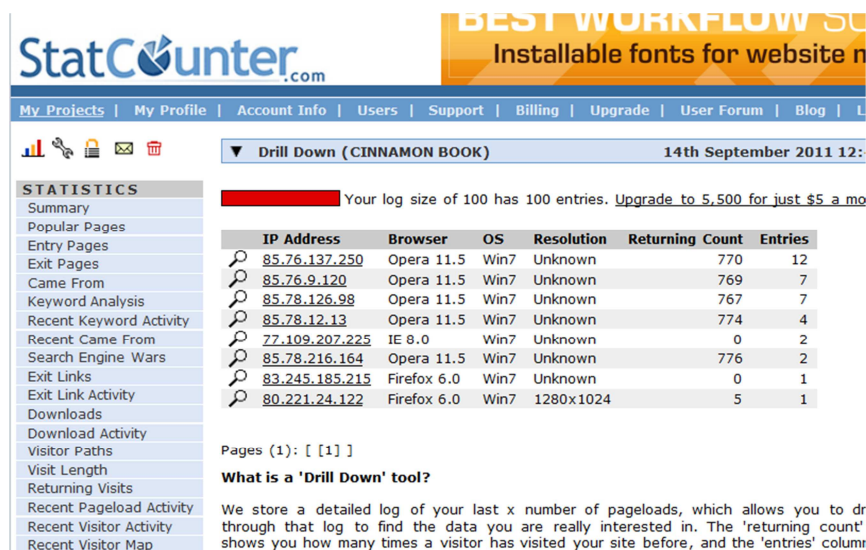 BEST WORKFLOW
Installable fonts for website
StatCounter.com
My Projects | My Profile | Account Info | Users | Support | Billing | Upgrade | User Forum | Blog |
▼ Drill Down (CINNAMON BOOK) 14th September 2011 12:
STATISTICS
Summary
Popular Pages
Entry Pages
Exit Pages
Came From
Keyword Analysis
Recent Keyword Activity
Recent Came From
Search Engine Wars
Exit Links
Exit Link Activity
Downloads
Download Activity
Visitor Paths
Visit Length
Returning Visits
Recent Pageload Activity
Recent Visitor Activity
Recent Visitor Map
Your log size of 100 has 100 entries. Upgrade to 5,500 for just $5 a mo
IP Address Browser OS Resolution Returning Count Entries
85.76.137.250 Opera 11.5 Win7 Unknown 770 12
85.76.9.120 Opera 11.5 Win7 Unknown 769 7
85.78.126.98 Opera 11.5 Win7 Unknown 767 7
85.78.12.13 Opera 11.5 Win7 Unknown 774 4
77.109.207.225 IE 8.0 Win7 Unknown 0 2
85.78.216.164 Opera 11.5 Win7 Unknown 776 2
83.245.185.215 Firefox 6.0 Win7 Unknown 0 1
80.221.24.122 Firefox 6.0 Win7 1280x1024 5 1
Pages (1): [ [1] ]
What is a 'Drill Down' tool?
We store a detailed log of your last x number of pageloads, which allows you to dr
through that log to find the data you are really interested in. The 'returning count'
shows you how many times a visitor has visited your site before, and the 'entries' colum